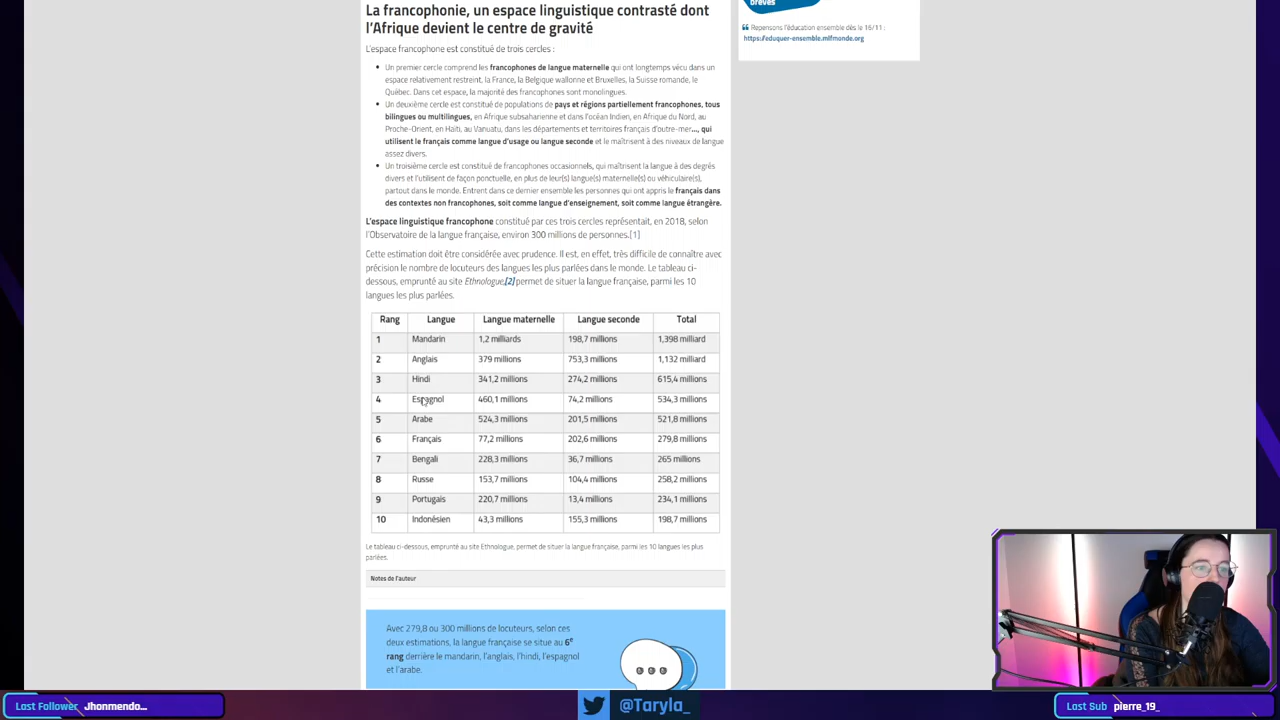 La francophonie, un espace linguistique contrasté dont
l'Afrique devient le centre de gravité
L'espace francophone est constitué de trois cercles :
Un premier cercle comprend les francophones de langue maternelle qui ont longtemps vécu dans un
espace relativement restreint, la France, la Belgique wallonne et Bruxelles, la Suisse romande, le
Québec. Dans cet espace, la majorité des francophones sont monolingues.
Un deuxième cercle est constitué de populations de pays et régions partiellement francophones, tous
bilingues ou multilingues, en Afrique subsaharienne et dans l'océan Indien, en Afrique du Nord, au
Proche-Orient, en Haïti, au Vanuatu, dans les départements et territoires français d'outre-mer..., qui
utilisent le français comme langue d'usage ou langue seconde et le maîtrisent à des niveaux de langue
assez divers.
Un troisième cercle est constitué de francophones occasionnels, qui maîtrisent la langue à des degrés
divers et l'utilisent de façon ponctuelle, en plus de leur(s) langue(s) maternelle(s) ou véhiculaire(s),
partout dans le monde. Entrent dans ce dernier ensemble les personnes qui ont appris le français dans
des contextes non francophones, soit comme langue d'enseignement, soit comme langue étrangère.
L'espace linguistique francophone constitué par ces trois cercles représentait, en 2018, selon
l'Observatoire de la langue française, environ 300 millions de personnes.[1]
Cette estimation doit être considérée avec prudence. Il est, en effet, très difficile de connaître avec
précision le nombre de locuteurs des langues les plus parlées dans le monde. Le tableau ci-
dessous, emprunté au site Ethnologue,[2] permet de situer la langue française, parmi les 10
langues les plus parlées.
Rang Langue Langue maternelle Langue seconde Total
1 Mandarin 1,2 milliards 198,7 millions 1,398 milliard
2 Anglais 379 millions 753,3 millions 1,132 milliard
3 Hindi 341,2 millions 274,2 millions 615,4 millions
4 Espagnol 460,1 millions 74,2 millions 534,3 millions
5 Arabe 524,3 millions 201,5 millions 521,8 millions
6 Français 77,2 millions 202,6 millions 279,8 millions
7 Bengali 228,3 millions 36,7 millions 265 millions
8 Russe 153,7 millions 104,4 millions 258,2 millions
9 Portugais 220,7 millions 13,4 millions 234,1 millions
10 Indonésien 43,3 millions 155,3 millions 198,7 millions
Le tableau ci-dessous, emprunté au site Ethnologue, permet de situer la langue française, parmi les 10 langues les plus
parlées.
Notes de l'auteur
Avec 279,8 ou 300 millions de locuteurs, selon ces
deux estimations, la langue française se situe au 6e
rang derrière le mandarin, l'anglais, l'hindi, l'espagnol
et l'arabe.
brèves
Repensons l'éducation ensemble dès le 15/11 :
https://eduquer-ensemble.mlfmonde.org
Last Follower Jhonmendo...
@Taryla_
Last Sub pierre_19_